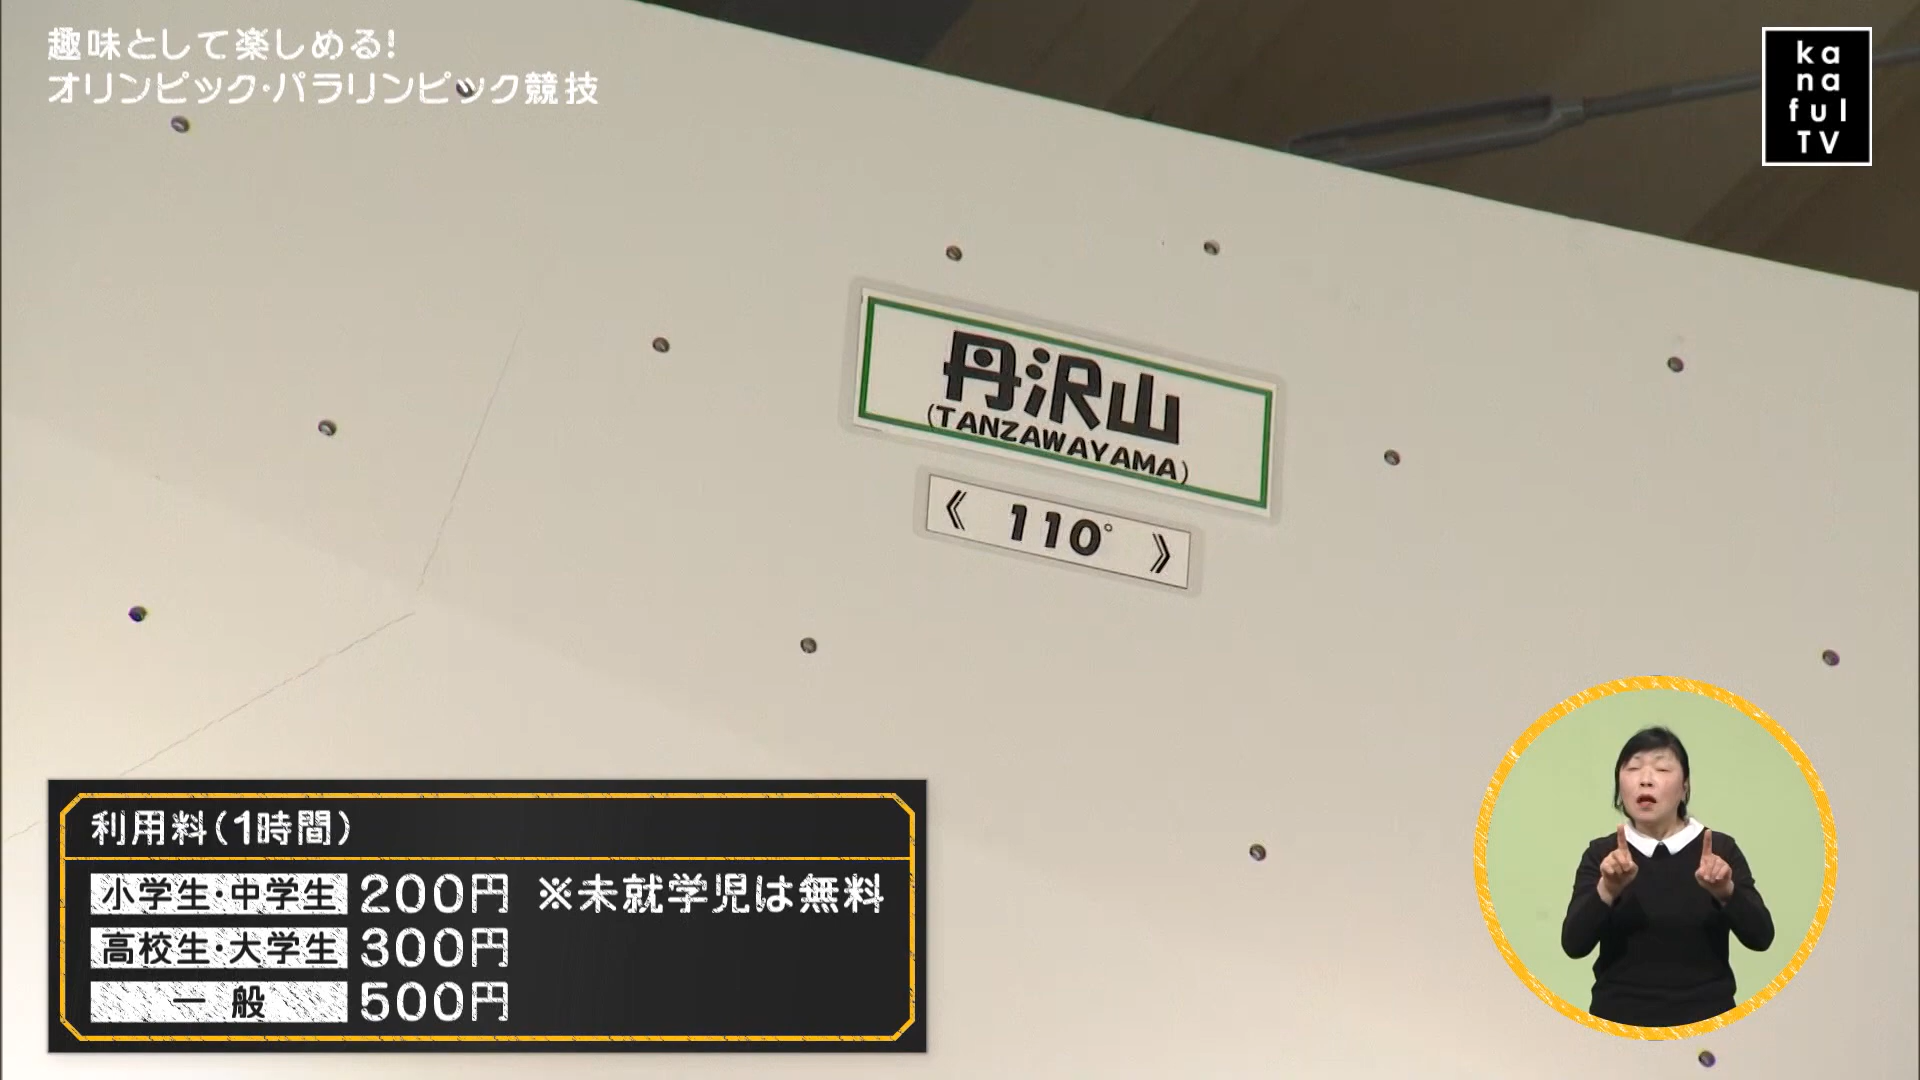 趣味として楽しめる!
オリンピック・パラリンピック競技
ka
na
ful
TV
丹沢山
(TANZAWAYAMA)
《 110° 》
利用料(1時間)
小学生・中学生 200円 ※未就学児は無料
高校生・大学生 300円
一般 500円